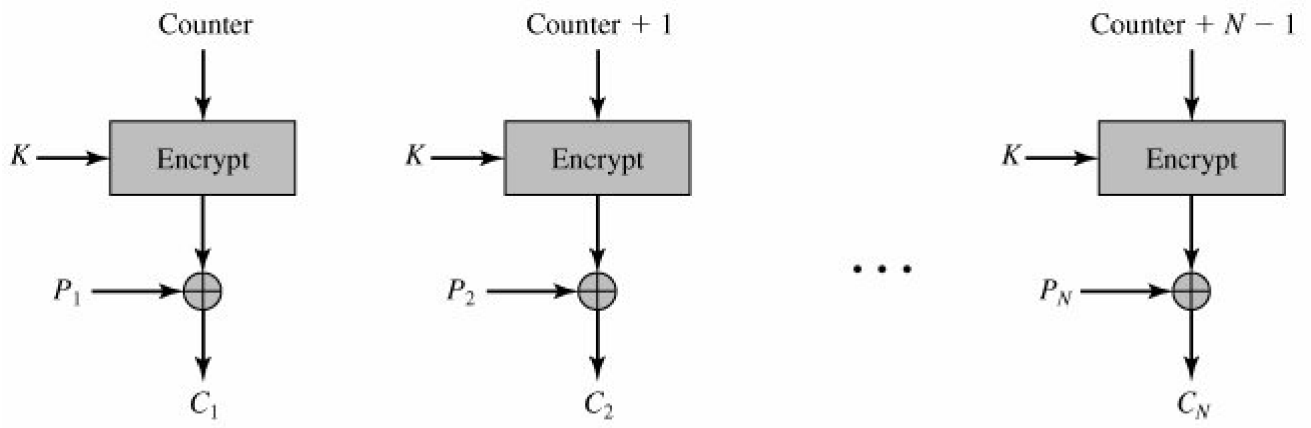 Counter Counter + 1 Counter + N − 1
K Encrypt K Encrypt K Encrypt
P1 P2 ... PN
C1 C2 CN